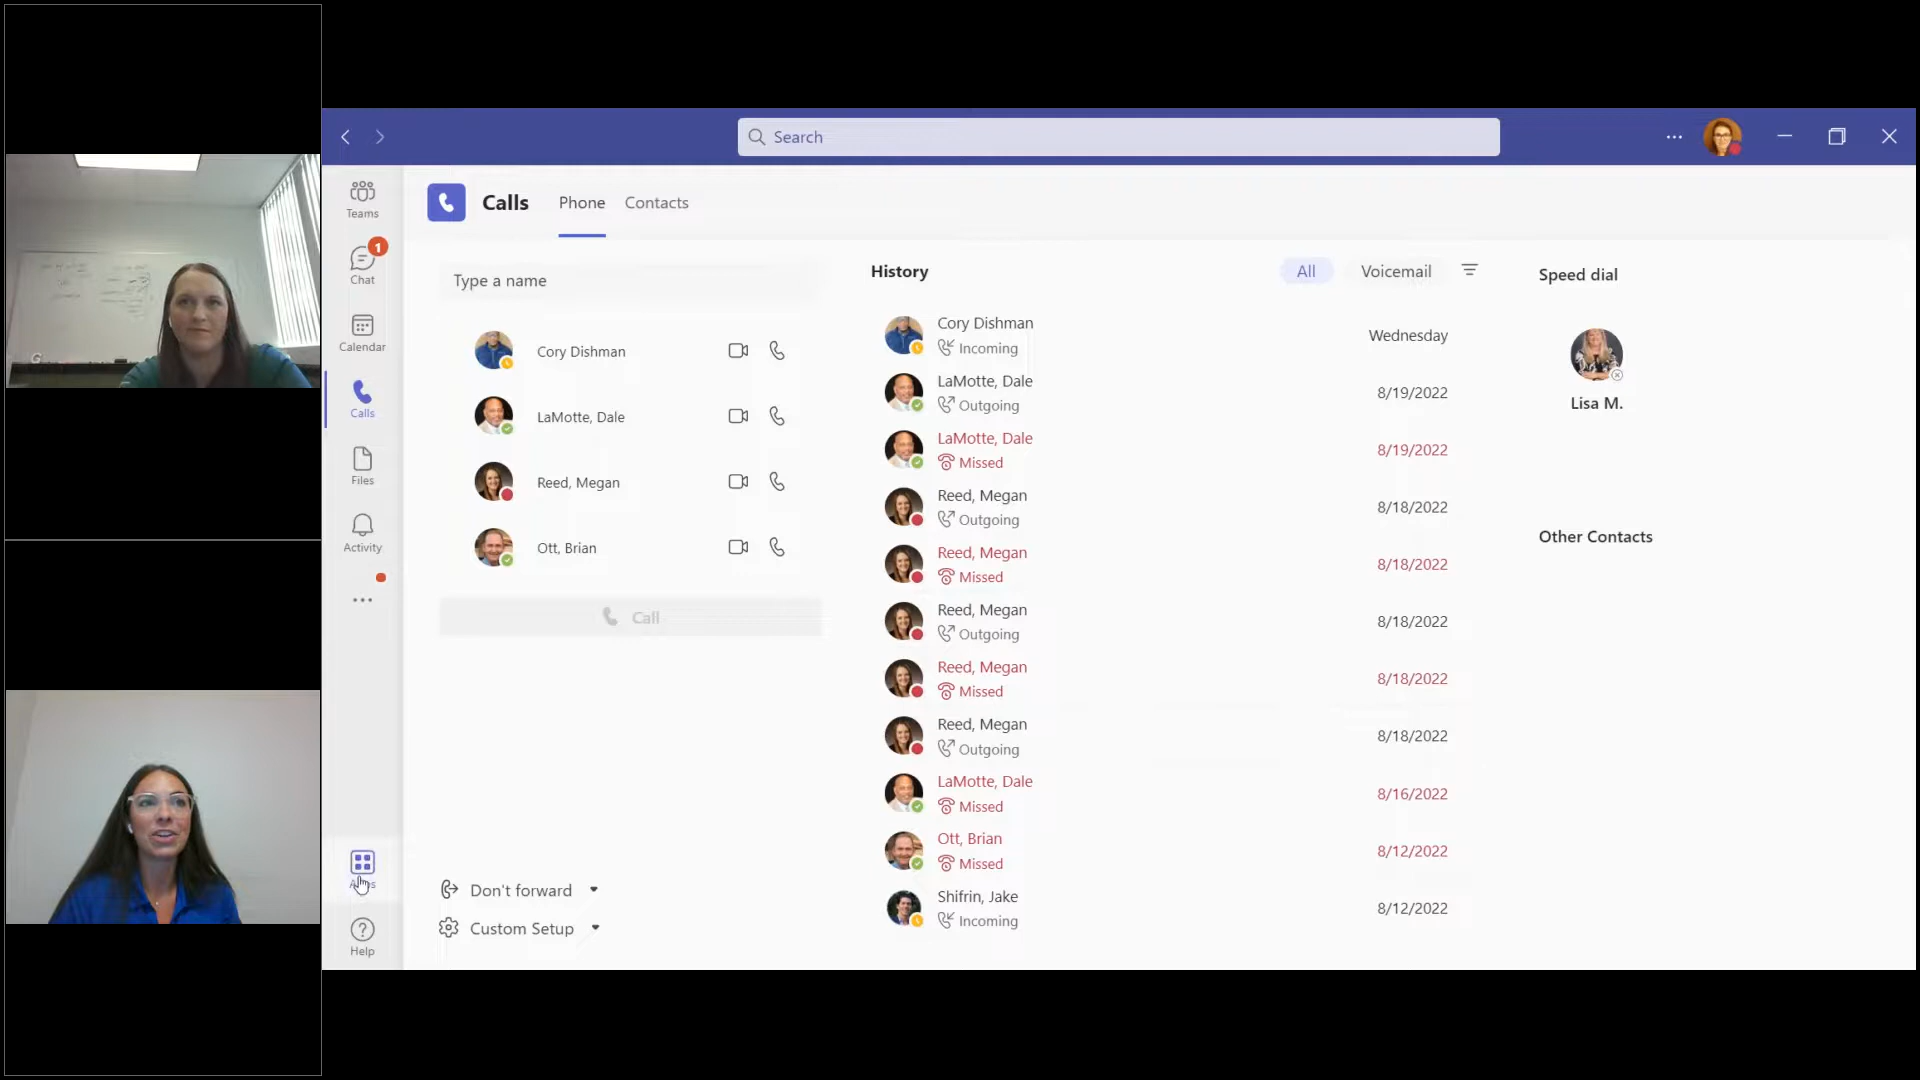 Search
Teams
1
Chat
Calendar
Calls
Files
Activity
Help
Calls
Phone
Contacts
Type a name
Cory Dishman
LaMotte, Dale
Reed, Megan
Ott, Brian
Call
Don't forward
Custom Setup
History
All
Voicemail
Cory Dishman
Incoming
Wednesday
LaMotte, Dale
Outgoing
8/19/2022
LaMotte, Dale
Missed
8/19/2022
Reed, Megan
Outgoing
8/18/2022
Reed, Megan
Missed
8/18/2022
Reed, Megan
Outgoing
8/18/2022
Reed, Megan
Missed
8/18/2022
Reed, Megan
Outgoing
8/18/2022
LaMotte, Dale
Missed
8/16/2022
Ott, Brian
Missed
8/12/2022
Shifrin, Jake
Incoming
8/12/2022
Speed dial
Lisa M.
Other Contacts